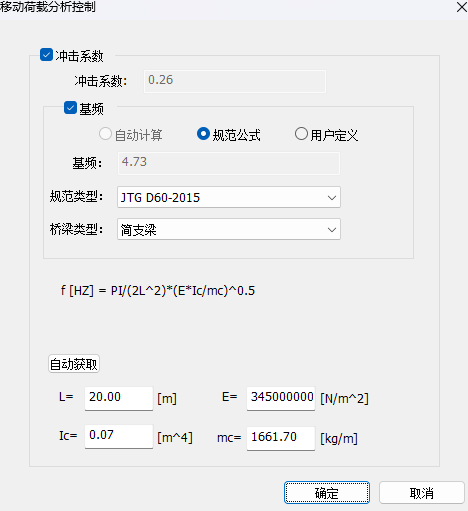 移动荷载分析控制
冲击系数
冲击系数: 0.26
基频
自动计算 规范公式 用户定义
基频: 4.73
规范类型: JTG D60-2015
桥梁类型: 简支梁
f [HZ] = PI/(2L^2)*(E*Ic/mc)^0.5
自动获取
L= 20.00 [m] E= 345000000 [N/m^2]
Ic= 0.07 [m^4] mc= 1661.70 [kg/m]
确定 取消